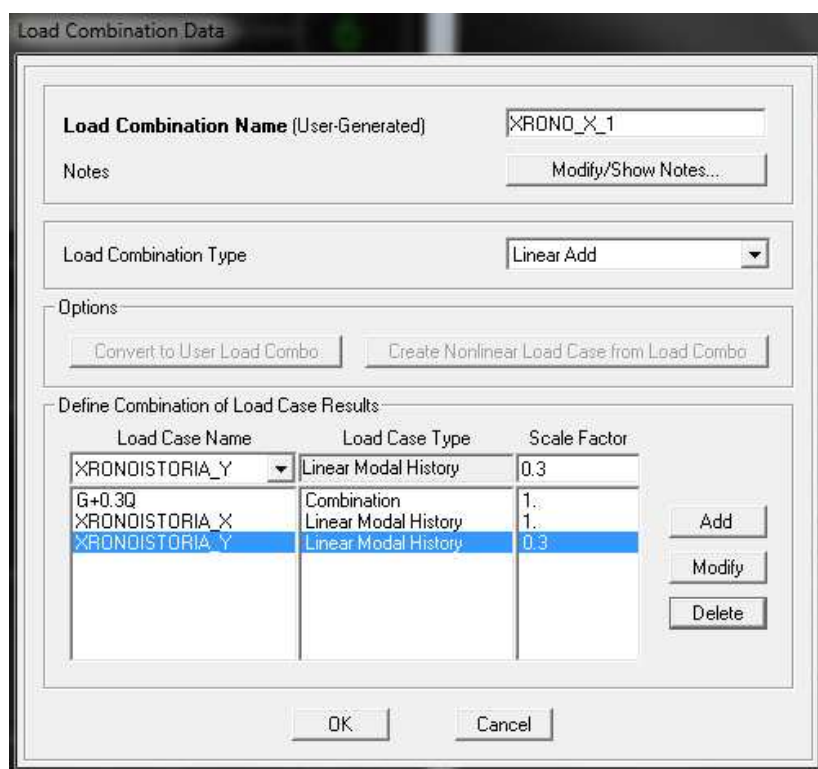 Load Combination Data
Load Combination Name (User-Generated)
XRONO_X_1
Notes
Modify/Show Notes...
Load Combination Type
Linear Add
Options
Convert to User Load Combo
Create Nonlinear Load Case from Load Combo
Define Combination of Load Case Results
Load Case Name Load Case Type Scale Factor
XRONOISTORIA_Y Linear Modal History 0.3
G+0.3Q Combination 1.
XRONOISTORIA_X Linear Modal History 1.
XRONOISTORIA_Y Linear Modal History 0.3
Add
Modify
Delete
OK Cancel